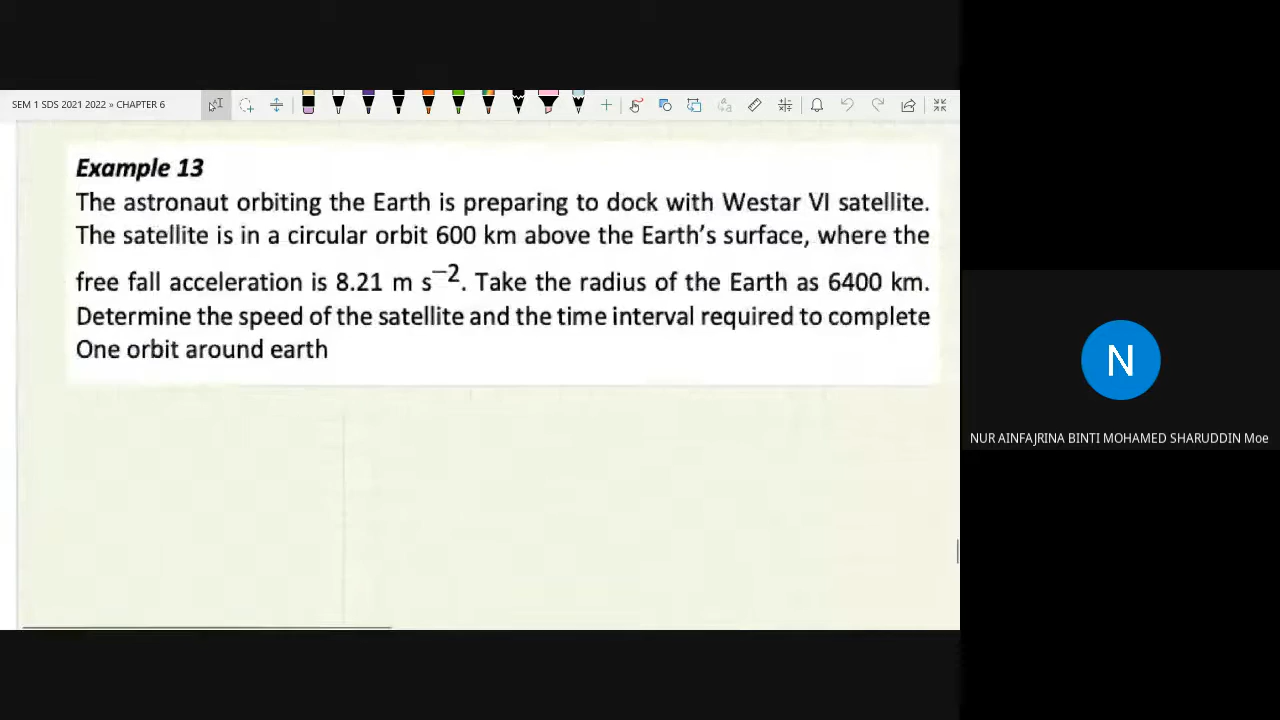 SEM 1 SDS 2021 2022 » CHAPTER 6
Example 13
The astronaut orbiting the Earth is preparing to dock with Westar VI satellite.
The satellite is in a circular orbit 600 km above the Earth's surface, where the
free fall acceleration is 8.21 m s⁻². Take the radius of the Earth as 6400 km.
Determine the speed of the satellite and the time interval required to complete
One orbit around earth
N
NUR AINFAJRINA BINTI MOHAMED SHARUDDIN Moe